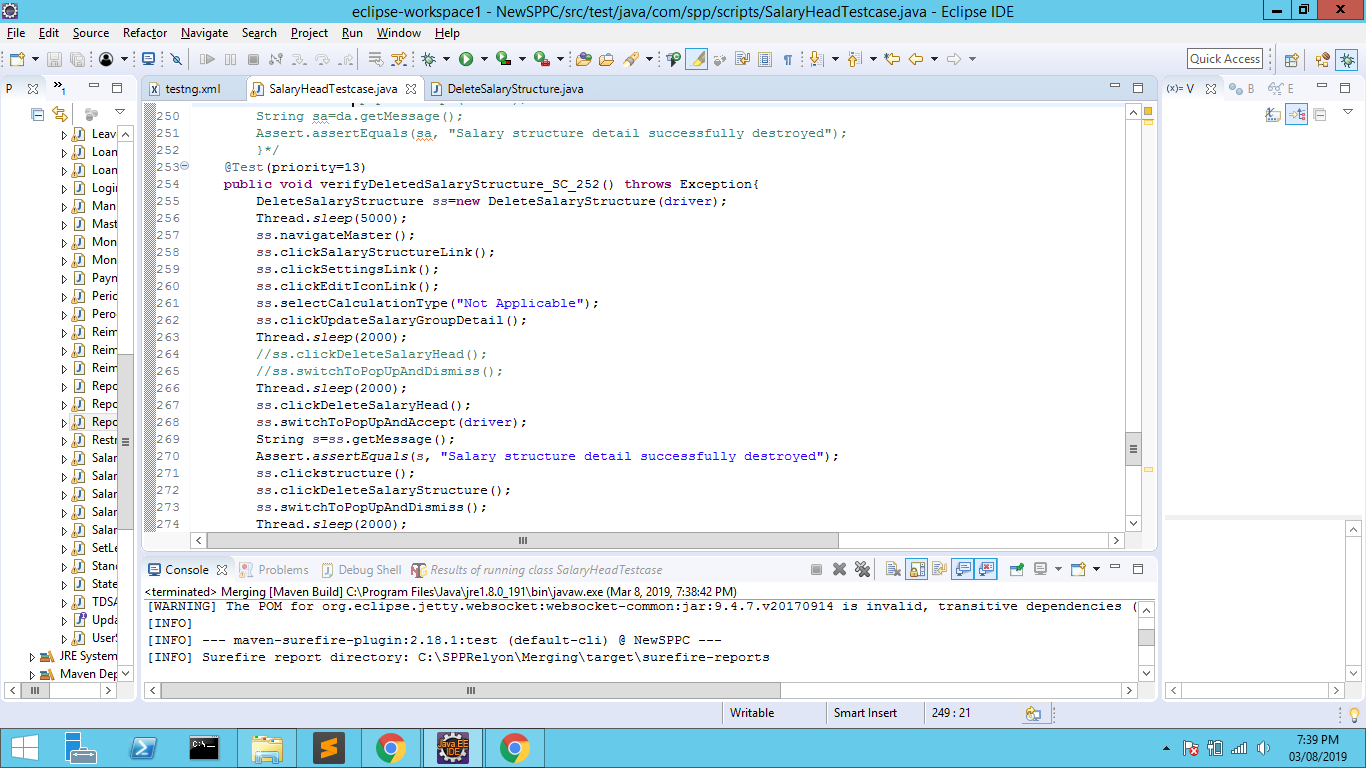 eclipse-workspace1 - NewSPPC/src/test/java/com/spp/scripts/SalaryHeadTestcase.java - Eclipse IDE
File Edit Source Refactor Navigate Search Project Run Window Help
Quick Access
P
testng.xml SalaryHeadTestcase.java DeleteSalaryStructure.java
(x)= V B E
Leav
Loan
Loan
Logi
Man
Mast
Mon
Mon
Payn
Peric
Pero
Reim
Reim
Reim
Repo
Repo
Repo
Restr
Salar
Salar
Salar
Salar
Salar
SetLe
Stand
State
TDSA
Upda
UserS
JRE System
Maven Dep
250 String sa=da.getMessage();
251 Assert.assertEquals(sa, "Salary structure detail successfully destroyed");
252 }*/
253 @Test(priority=13)
254 public void verifyDeletedSalaryStructure_SC_252() throws Exception{
255 DeleteSalaryStructure ss=new DeleteSalaryStructure(driver);
256 Thread.sleep(5000);
257 ss.navigateMaster();
258 ss.clickSalaryStructureLink();
259 ss.clickSettingsLink();
260 ss.clickEditIconLink();
261 ss.selectCalculationType("Not Applicable");
262 ss.clickUpdateSalaryGroupDetail();
263 Thread.sleep(2000);
264 //ss.clickDeleteSalaryHead();
265 //ss.switchToPopUpAndDismiss();
266 Thread.sleep(2000);
267 ss.clickDeleteSalaryHead();
268 ss.switchToPopUpAndAccept(driver);
269 String s=ss.getMessage();
270 Assert.assertEquals(s, "Salary structure detail successfully destroyed");
271 ss.clickstructure();
272 ss.clickDeleteSalaryStructure();
273 ss.switchToPopUpAndDismiss();
274 Thread.sleep(2000);
Console Problems Debug Shell Results of running class SalaryHeadTestcase
<terminated> Merging [Maven Build] C:\Program Files\Java\jre1.8.0_191\bin\javaw.exe (Mar 8, 2019, 7:38:42 PM)
[WARNING] The POM for org.eclipse.jetty.websocket:websocket-common:jar:9.4.7.v20170914 is invalid, transitive dependencies (
[INFO]
[INFO] --- maven-surefire-plugin:2.18.1:test (default-cli) @ NewSPPC ---
[INFO] Surefire report directory: C:\SPPRelyon\Merging\target\surefire-reports
Writable Smart Insert 249 : 21
Java EE IDE
7:39 PM
03/08/2019